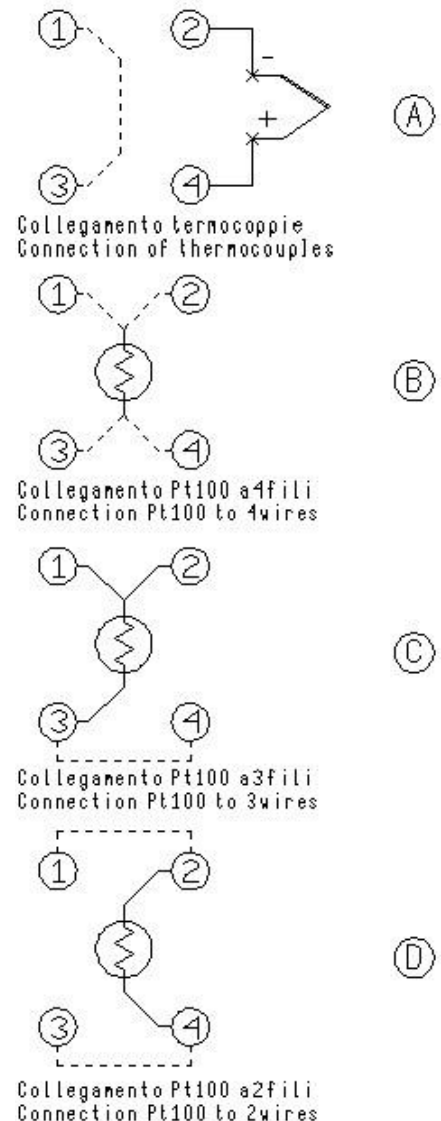 1 2
-
+ A
3 4
Collegamento termocoppie
Connection of thermocouples
1 2
B
3 4
Collegamento Pt100 a4fili
Connection Pt100 to 4wires
1 2
C
3 4
Collegamento Pt100 a3fili
Connection Pt100 to 3wires
1 2
D
3 4
Collegamento Pt100 a2fili
Connection Pt100 to 2wires